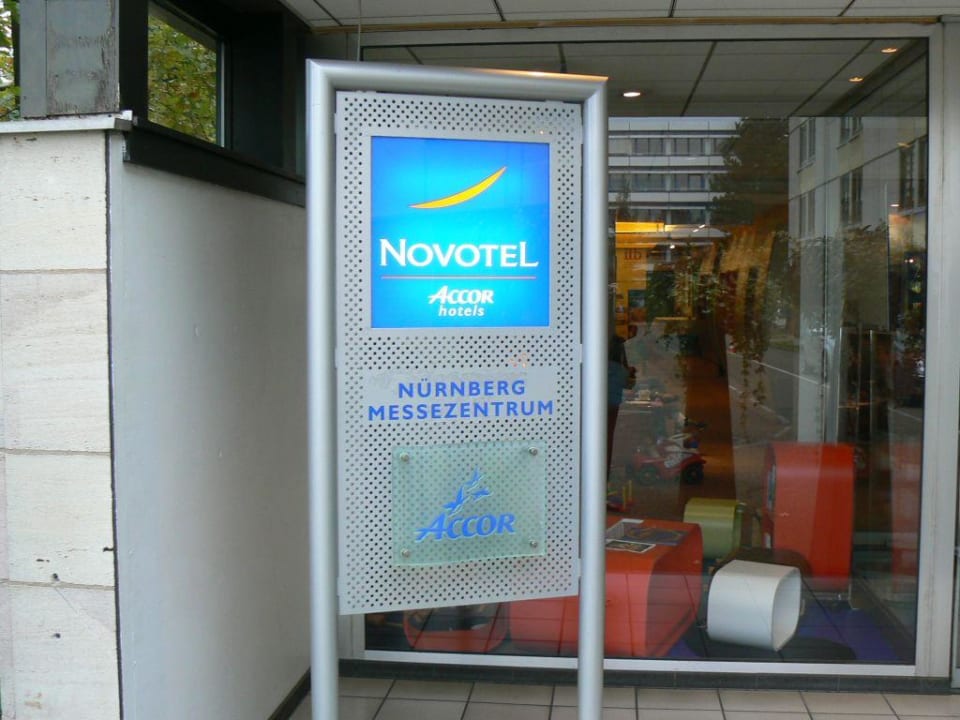 NOVOTEL
ACCOR
hotels
NÜRNBERG
MESSEZENTRUM
ACCOR